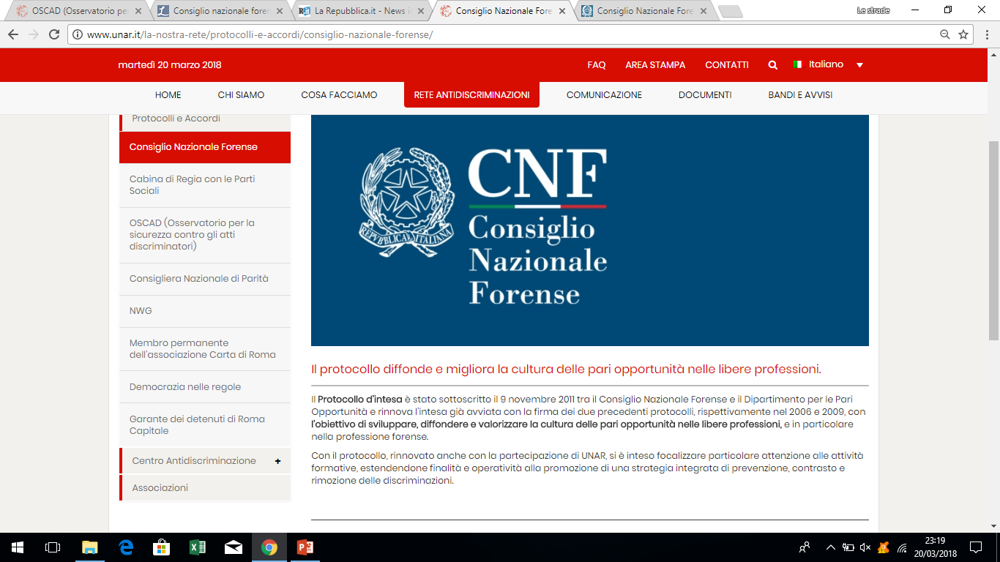 OSCAD (Osservatorio pe
Consiglio nazionale foren
La Repubblica.it - News i
Consiglio Nazionale Fore
Consiglio Nazionale Fore
Le strade
www.unar.it/la-nostra-rete/protocolli-e-accordi/consiglio-nazionale-forense/
martedì 20 marzo 2018
FAQ
AREA STAMPA
CONTATTI
Italiano
HOME
CHI SIAMO
COSA FACCIAMO
RETE ANTIDISCRIMINAZIONI
COMUNICAZIONE
DOCUMENTI
BANDI E AVVISI
Protocolli e Accordi
Consiglio Nazionale Forense
Cabina di Regia con le Parti
Sociali
OSCAD (Osservatorio per la
sicurezza contro gli atti
discriminatori)
Consigliera Nazionale di Parità
NWG
Membro permanente
dell'associazione Carta di Roma
Democrazia nelle regole
Garante dei detenuti di Roma
Capitale
Centro Antidiscriminazione +
Associazioni
REPVBBLICA ITALIANA
CNF
Consiglio
Nazionale
Forense
Il protocollo diffonde e migliora la cultura delle pari opportunità nelle libere professioni.
Il Protocollo d'intesa è stato sottoscritto il 9 novembre 2011 tra il Consiglio Nazionale Forense e il Dipartimento per le Pari
Opportunità e rinnova l'intesa già avviata con la firma dei due precedenti protocolli, rispettivamente nel 2006 e 2009, con
l'obiettivo di sviluppare, diffondere e valorizzare la cultura delle pari opportunità nelle libere professioni, e in particolare
nella professione forense.
Con il protocollo, rinnovato anche con la partecipazione di UNAR, si è inteso focalizzare particolare attenzione alle attività
formative, estendendone finalità e operatività alla promozione di una strategia integrata di prevenzione, contrasto e
rimozione delle discriminazioni.
23:19
20/03/2018